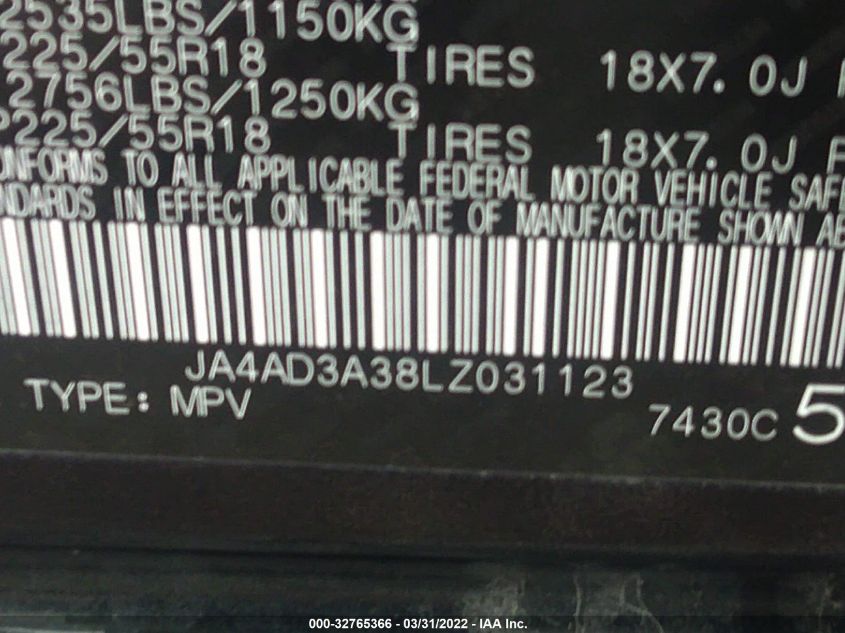 2535LBS/1150KG
225/55R18 TIRES 18X7.0J
2756LBS/1250KG
P225/55R18 TIRES 18X7.0J
CONFORMS TO ALL APPLICABLE FEDERAL MOTOR VEHICLE SAFE
NDARDS IN EFFECT ON THE DATE OF MANUFACTURE SHOWN AB
JA4AD3A38LZ031123
TYPE: MPV
7430C 5
000-32765366 - 03/31/2022 - IAA Inc.